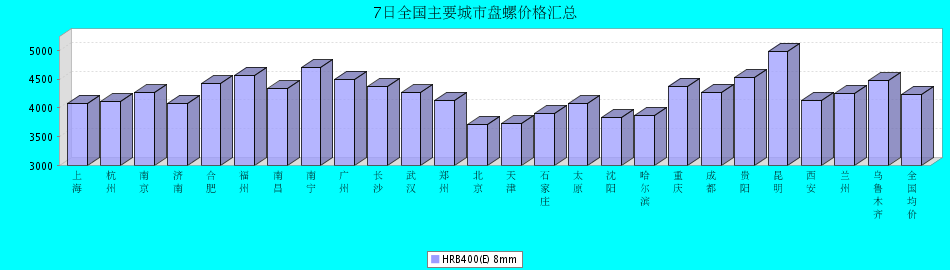 7日全国主要城市盘螺价格汇总
5000
4500
4000
3500
3000
上海
杭州
南京
济南
合肥
福州
南昌
南宁
广州
长沙
武汉
郑州
北京
天津
石家庄
太原
沈阳
哈尔滨
重庆
成都
贵阳
昆明
西安
兰州
乌鲁木齐
全国均价
HRB400(E) 8mm